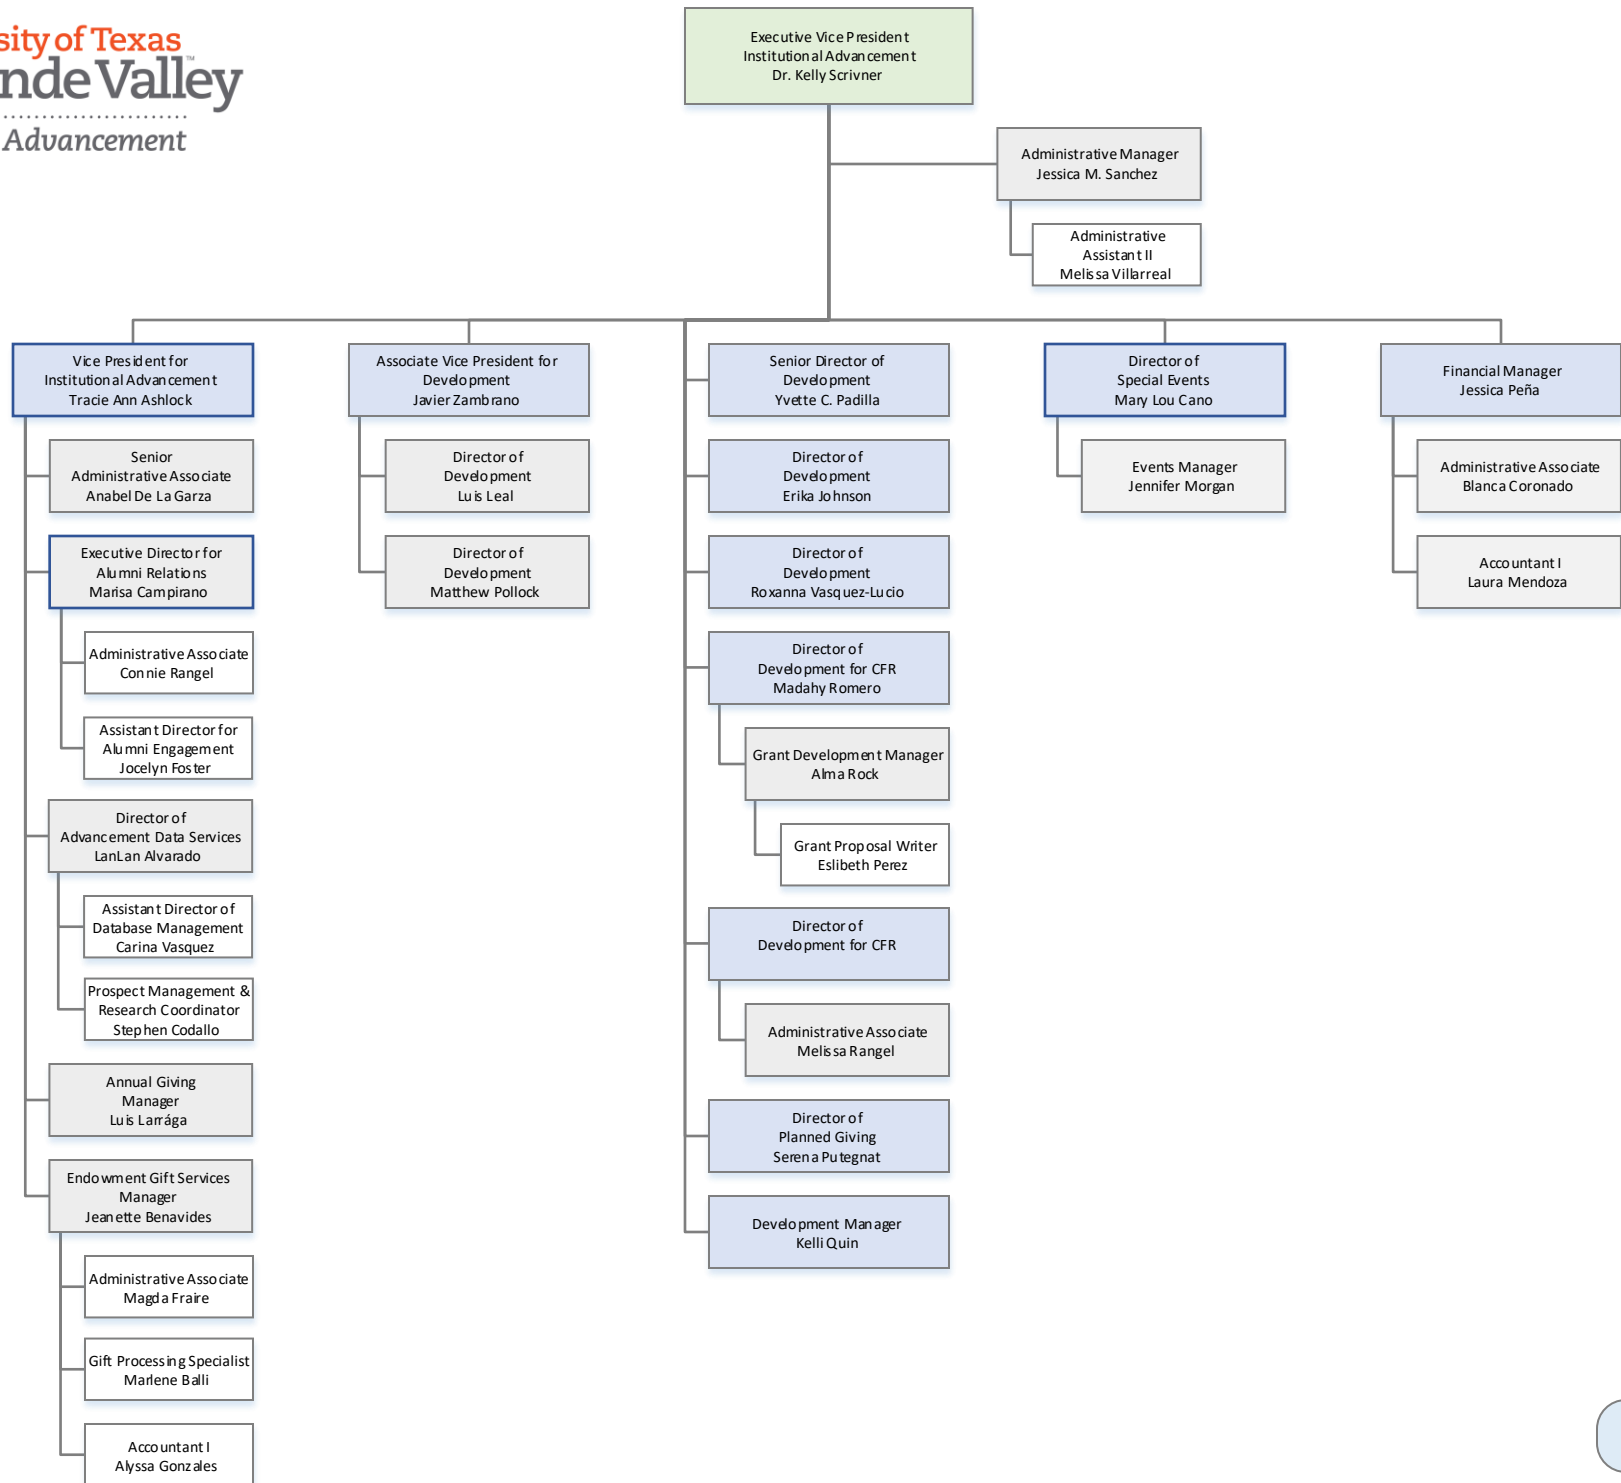 sity of Texas
nde Valley™
Advancement
Executive Vice President
Institutional Advancement
Dr. Kelly Scrivner
Administrative Manager
Jessica M. Sanchez
Administrative
Assistant II
Melissa Villarreal
Vice President for
Institutional Advancement
Tracie Ann Ashlock
Senior
Administrative Associate
Anabel De La Garza
Executive Director for
Alumni Relations
Marisa Campirano
Administrative Associate
Connie Rangel
Assistant Director for
Alumni Engagement
Jocelyn Foster
Director of
Advancement Data Services
LanLan Alvarado
Assistant Director of
Database Management
Carina Vasquez
Prospect Management &
Research Coordinator
Stephen Codallo
Annual Giving
Manager
Luis Larrága
Endowment Gift Services
Manager
Jeanette Benavides
Administrative Associate
Magda Fraire
Gift Processing Specialist
Marlene Balli
Accountant I
Alyssa Gonzales
Associate Vice President for
Development
Javier Zambrano
Director of
Development
Luis Leal
Director of
Development
Matthew Pollock
Senior Director of
Development
Yvette C. Padilla
Director of
Development
Erika Johnson
Director of
Development
Roxanna Vasquez-Lucio
Director of
Development for CFR
Madahy Romero
Grant Development Manager
Alma Rock
Grant Proposal Writer
Eslibeth Perez
Director of
Development for CFR
Administrative Associate
Melissa Rangel
Director of
Planned Giving
Serena Putegnat
Development Manager
Kelli Quin
Director of
Special Events
Mary Lou Cano
Events Manager
Jennifer Morgan
Financial Manager
Jessica Peña
Administrative Associate
Blanca Coronado
Accountant I
Laura Mendoza